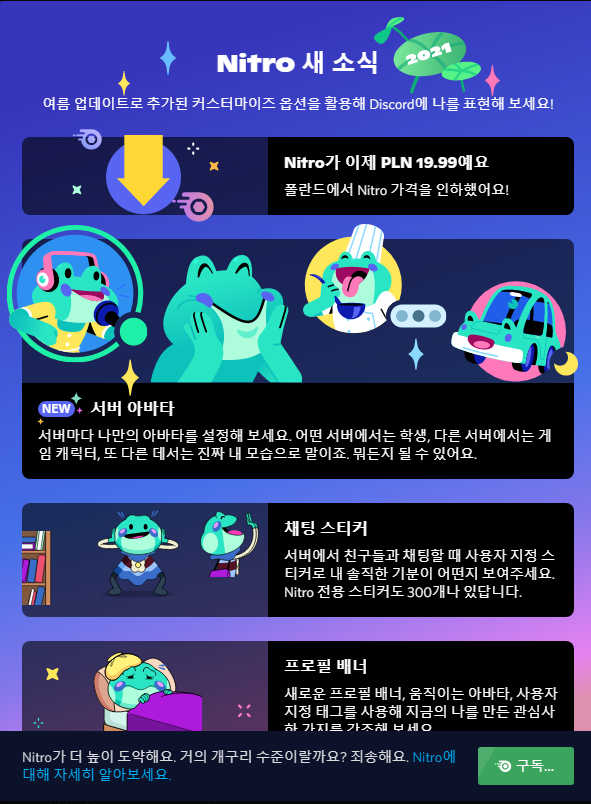 Nitro 새 소식
2021
여름 업데이트로 추가된 커스터마이즈 옵션을 활용해 Discord에 나를 표현해 보세요!
Nitro가 이제 PLN 19.99예요
폴란드에서 Nitro 가격을 인하했어요!
NEW 서버 아바타
서버마다 나만의 아바타를 설정해 보세요. 어떤 서버에서는 학생, 다른 서버에서는 게
임 캐릭터, 또 다른 데서는 진짜 내 모습으로 말이죠. 뭐든지 될 수 있어요.
채팅 스티커
서버에서 친구들과 채팅할 때 사용자 지정 스
티커로 내 솔직한 기분이 어떤지 보여주세요.
Nitro 전용 스티커도 300개나 있답니다.
프로필 배너
새로운 프로필 배너, 움직이는 아바타, 사용자
지정 태그를 사용해 지금의 나를 만든 관심사
한 가지를 강조해 보세요.
Nitro가 더 높이 도약해요. 거의 개구리 수준이랄까요? 죄송해요. Nitro에
대해 자세히 알아보세요.
구독...